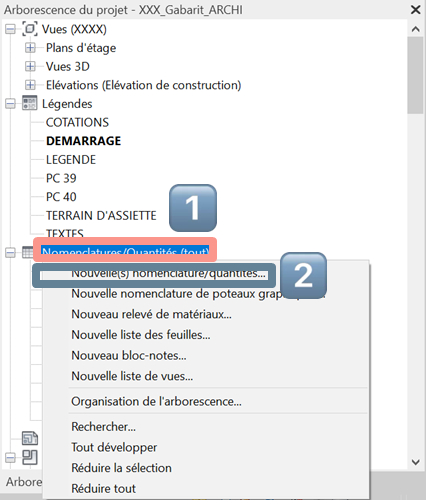 Arborescence du projet - XXX_Gabarit_ARCHI
Vues (XXXX)
Plans d'étage
Vues 3D
Elévations (Elévation de construction)
Légendes
COTATIONS
DEMARRAGE
LEGENDE
PC 39
PC 40
1
TERRAIN D'ASSIETTE
TEXTES
Nomenclatures/Quantités (tout)
Nouvelle(s) nomenclature/quantités...
2
Nouvelle nomenclature de poteaux
Nouveau relevé de matériaux...
Nouvelle liste des feuilles...
Nouveau bloc-notes...
Nouvelle liste de vues...
Organisation de l'arborescence...
Rechercher...
Tout développer
Réduire la sélection
Réduire tout
Arbore